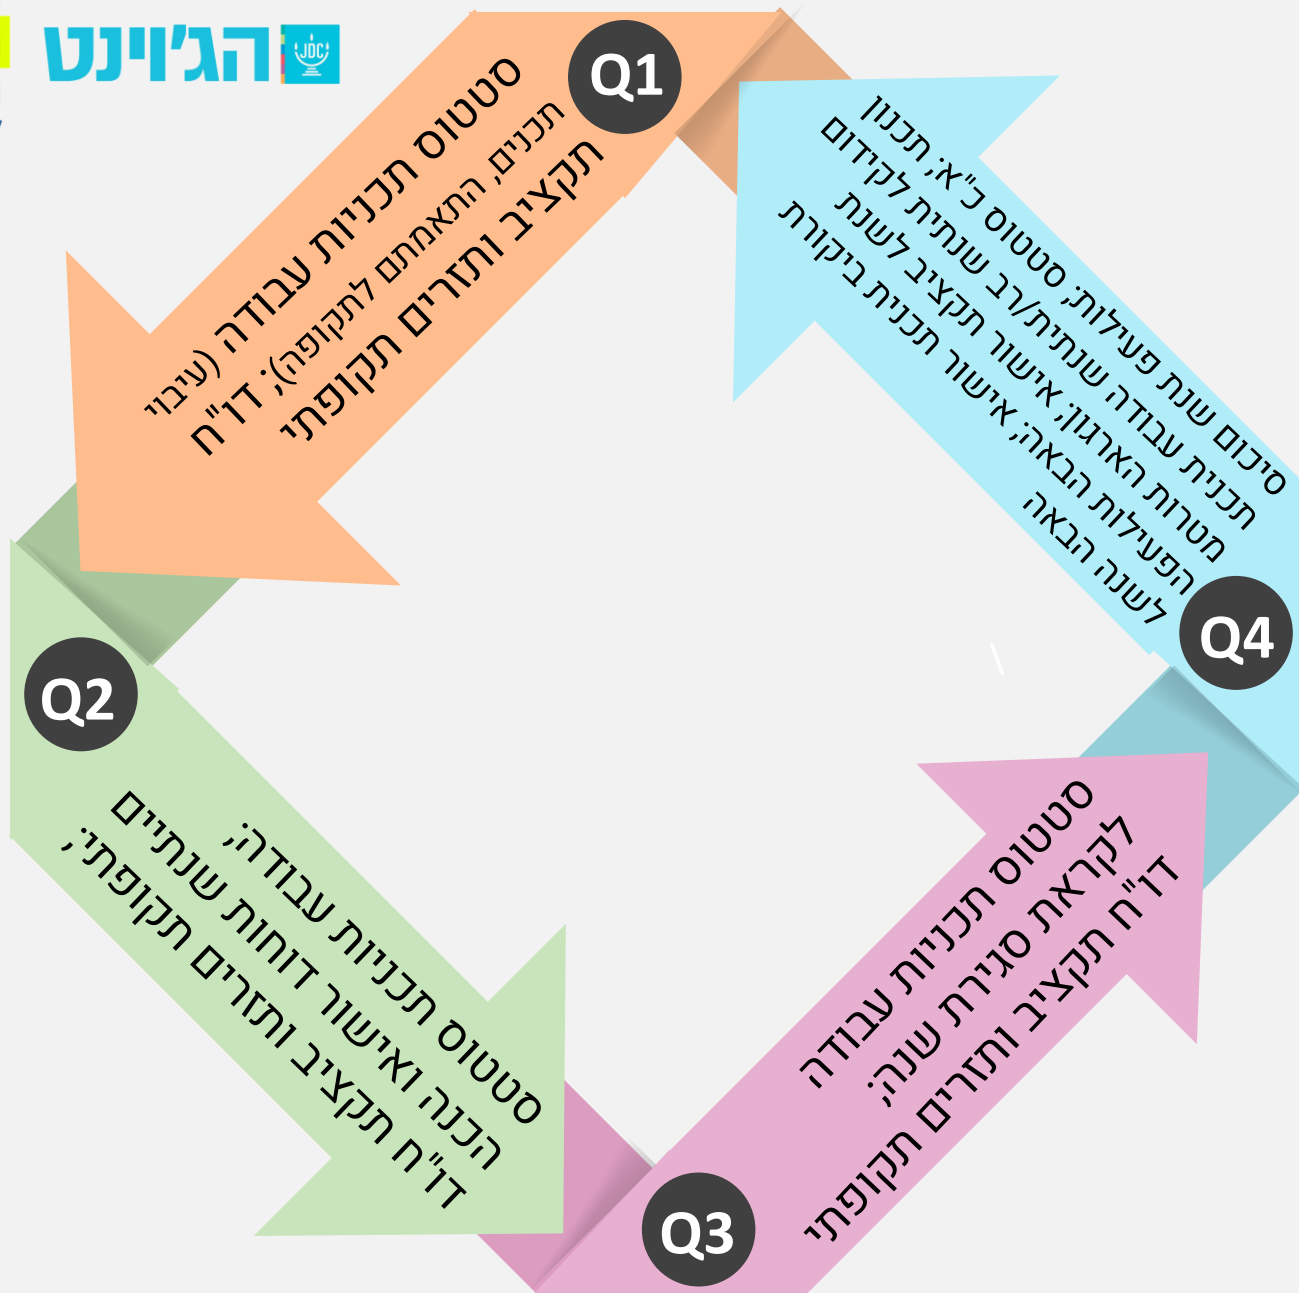 הג'וינט
JDC
Q1
סטטוס תכניות עבודה (עיבוי
תכנים, התאמתם לתקופה); דו"ח
תקציב ותזרים תקופתי
Q2
סטטוס תכניות עבודה;
הכנה ואישור דוחות שנתיים
דו"ח תקציב ותזרים תקופתי;
Q3
סטטוס תכניות עבודה
לקראת סגירת שנה;
דו"ח תקציב ותזרים תקופתי
Q4
סיכום שנת פעילות; סטטוס כ"א; תכנון
תכנית עבודה שנתית/רב שנתית לקידום
מטרות הארגון; אישור תקציב לשנת
הפעילות הבאה; אישור תכנית ביקורת
לשנה הבאה